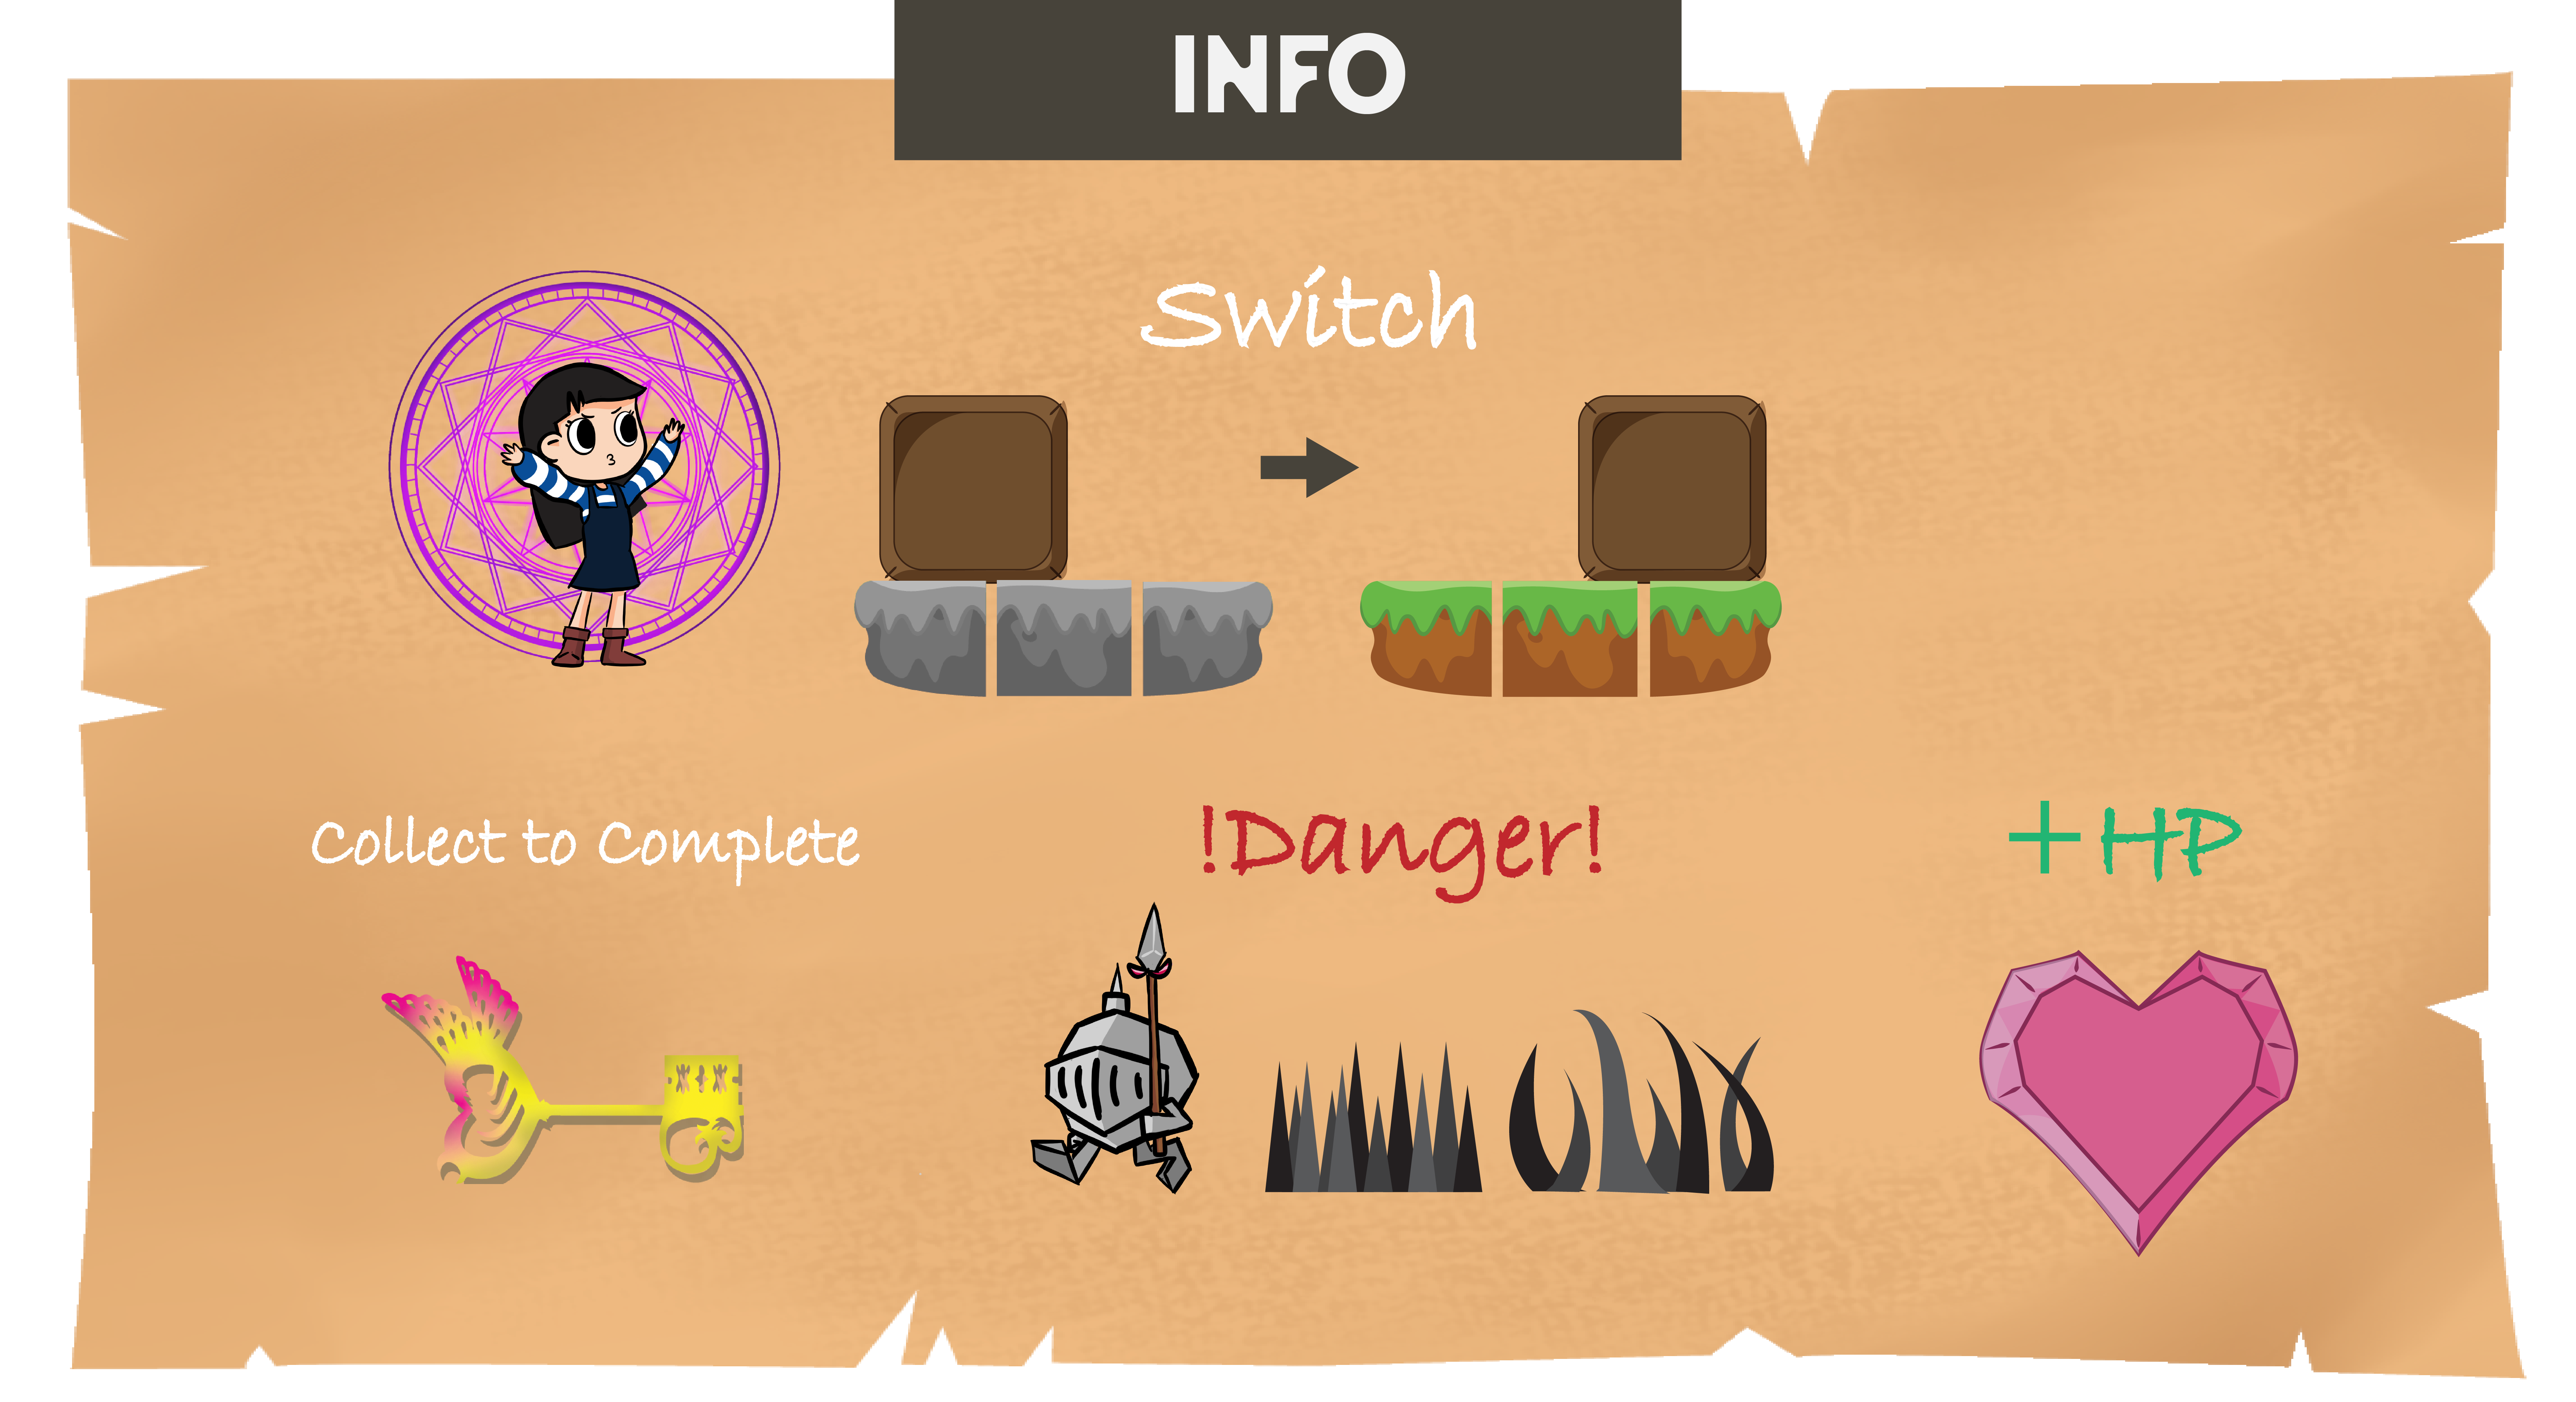 INFO
Switch
Collect to Complete
!Danger!
+HP